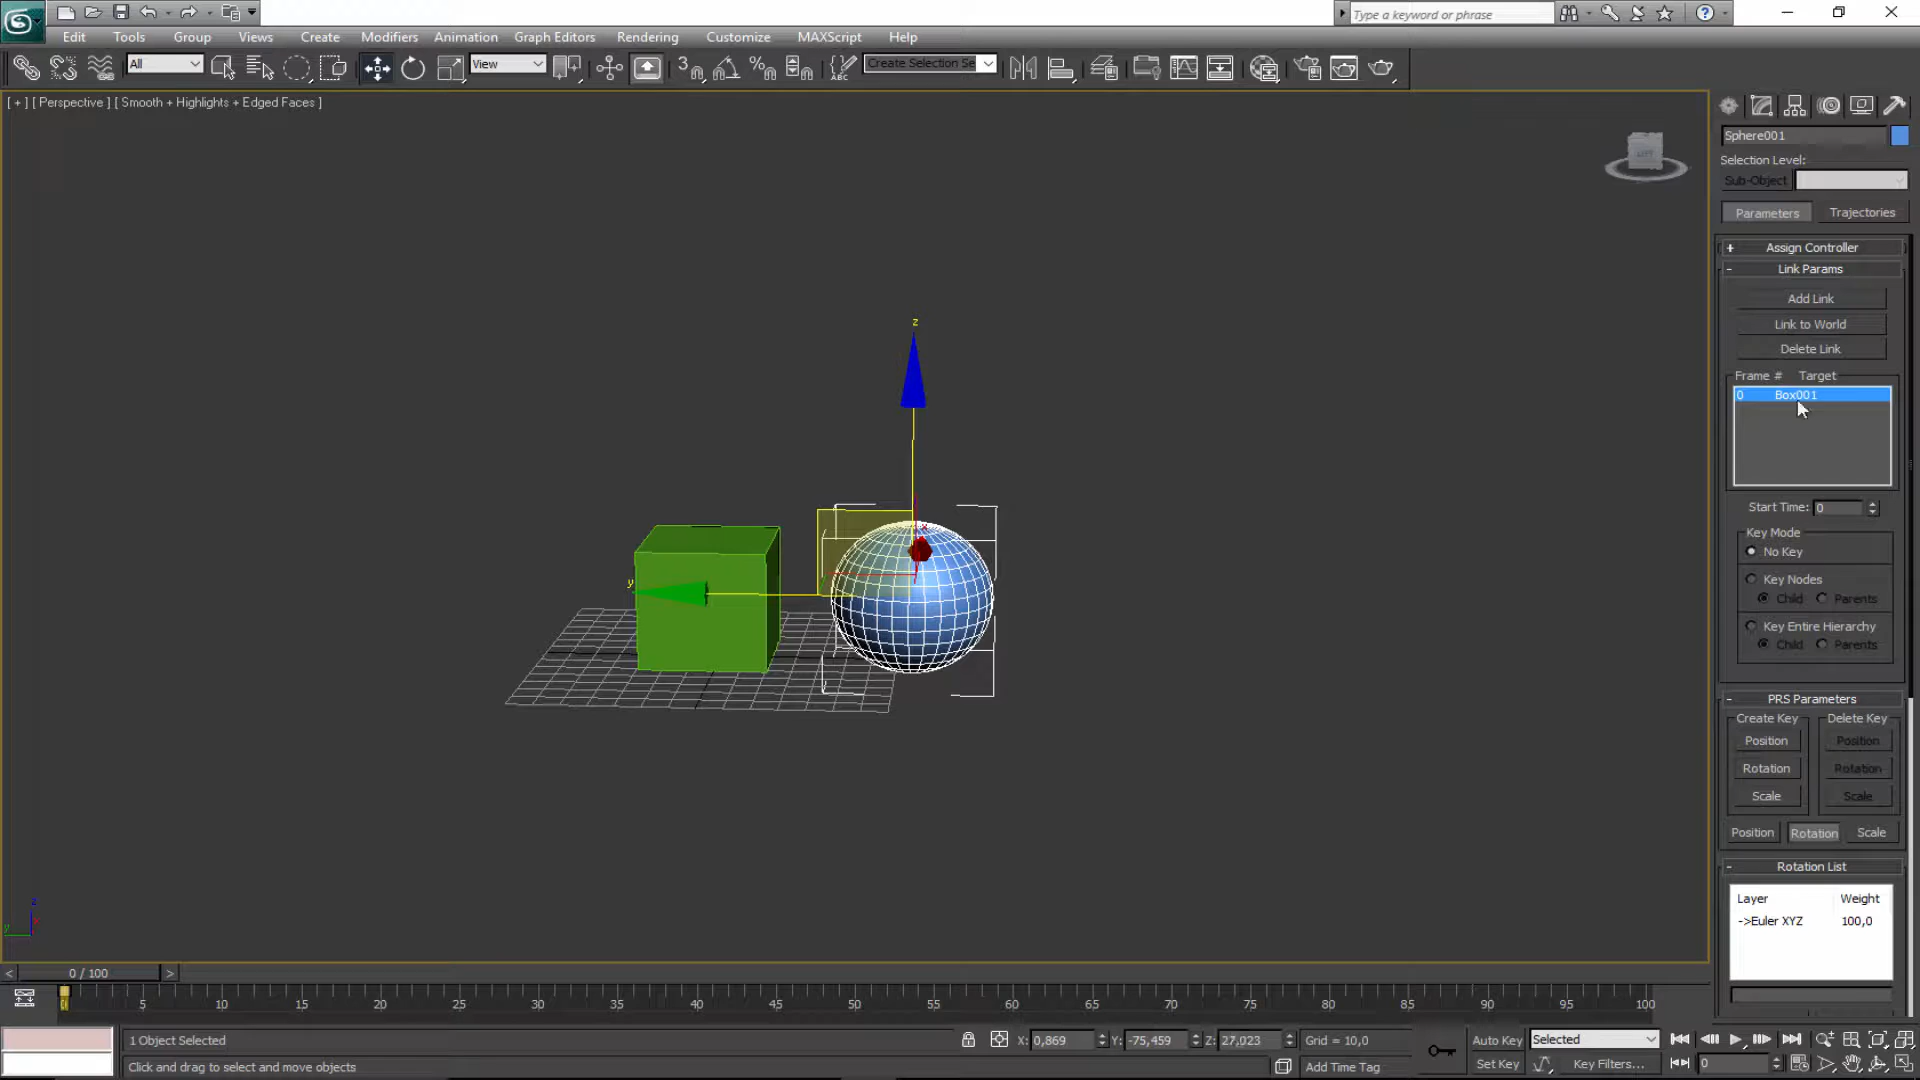 Type a keyword or phrase
Edit Tools Group Views Create Modifiers Animation Graph Editors Rendering Customize MAXScript Help
All View 3 ABC Create Selection Se
[ + ] [ Perspective ] [ Smooth + Highlights + Edged Faces ]
LEFT
Sphere001
Selection Level:
Sub-Object
Parameters Trajectories
+ Assign Controller
- Link Params
Add Link
Link to World
Delete Link
Frame # Target
0 Box001
Start Time: 0
Key Mode
No Key
Key Nodes
Child Parents
Key Entire Hierarchy
Child Parents
- PRS Parameters
Create Key Delete Key
Position Position
Rotation Rotation
Scale Scale
Position Rotation Scale
- Rotation List
Layer Weight
->Euler XYZ 100,0
z
x
y
z
x
y
< 0 / 100 >
0 5 10 15 20 25 30 35 40 45 50 55 60 65 70 75 80 85 90 95 100
1 Object Selected X: 0,869 Y: -75,459 Z: 27,023 Grid = 10,0 Auto Key Selected
Click and drag to select and move objects Add Time Tag Set Key Key Filters... 0